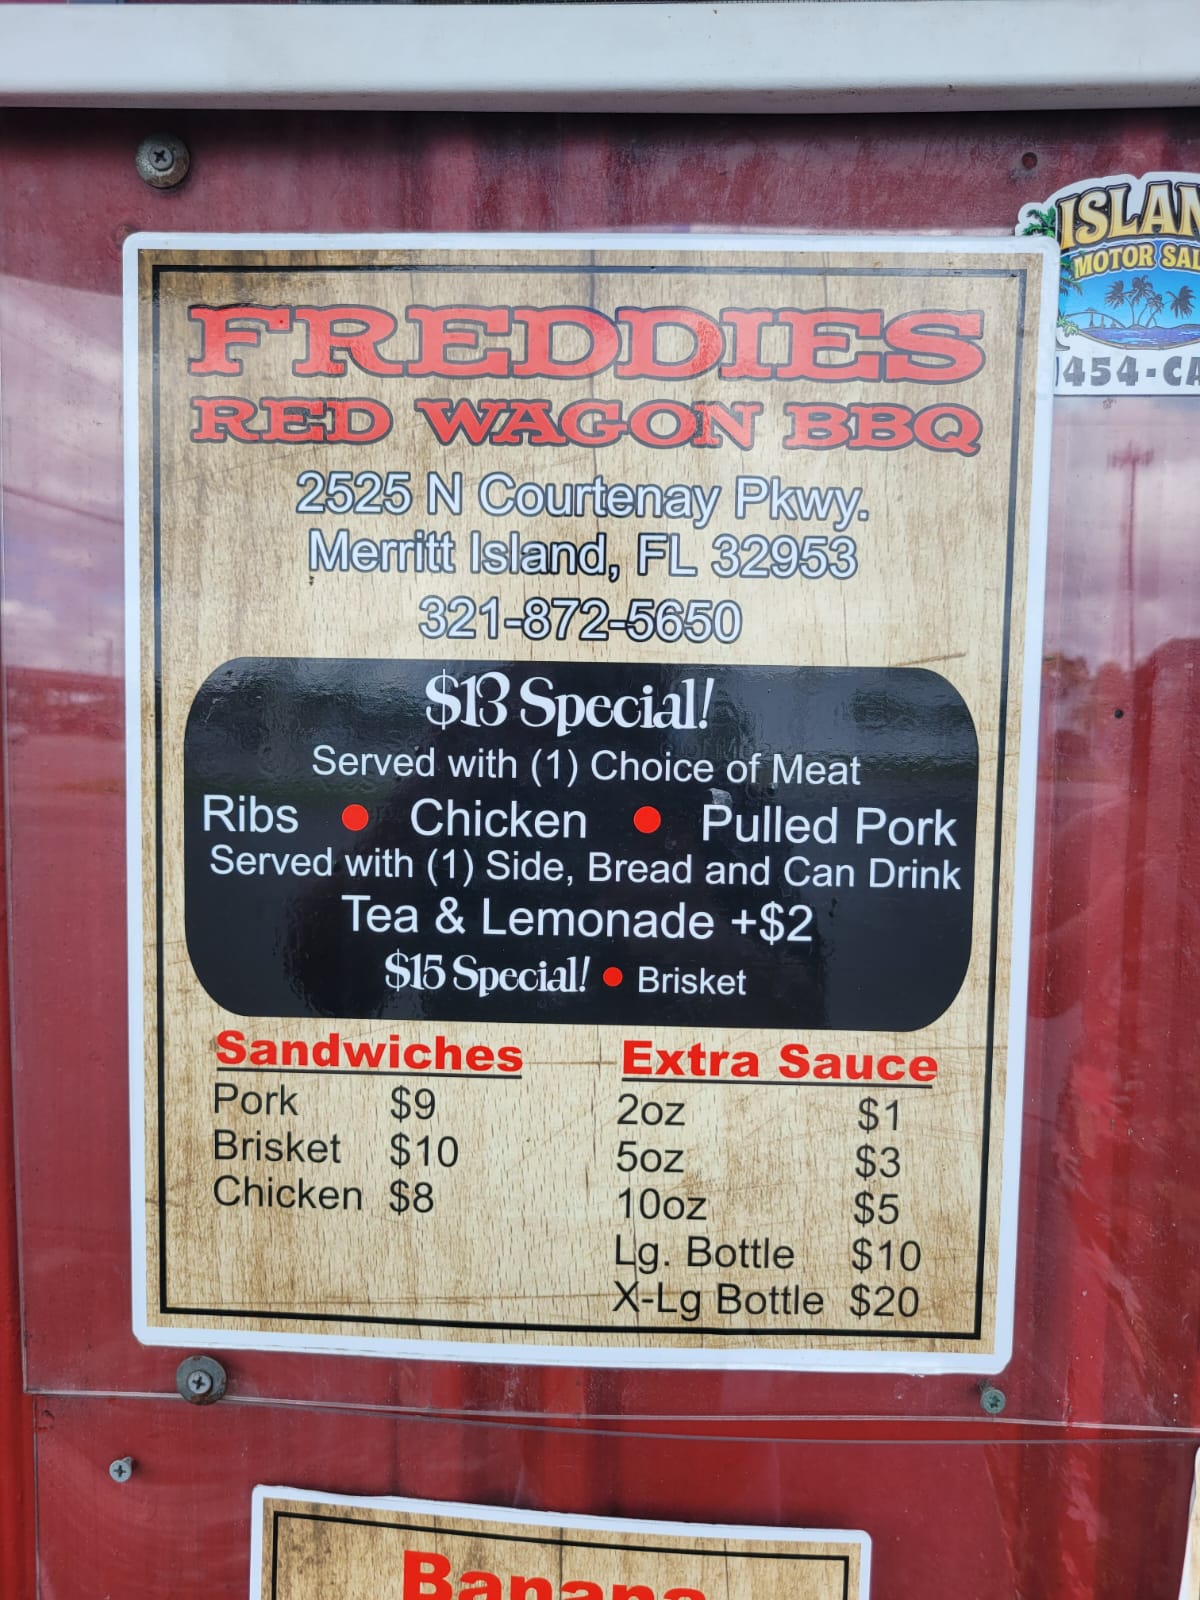 FREDDIES
RED WAGON BBQ
2525 N Courtenay Pkwy.
Merritt Island, FL 32953
321-872-5650
$13 Special!
Served with (1) Choice of Meat
Ribs • Chicken • Pulled Pork
Served with (1) Side, Bread and Can Drink
Tea & Lemonade +$2
$15 Special! • Brisket
Sandwiches
Pork $9
Brisket $10
Chicken $8
Extra Sauce
2oz $1
5oz $3
10oz $5
Lg. Bottle $10
X-Lg Bottle $20
ISLAN
MOTOR SAL
454-CA
Banana